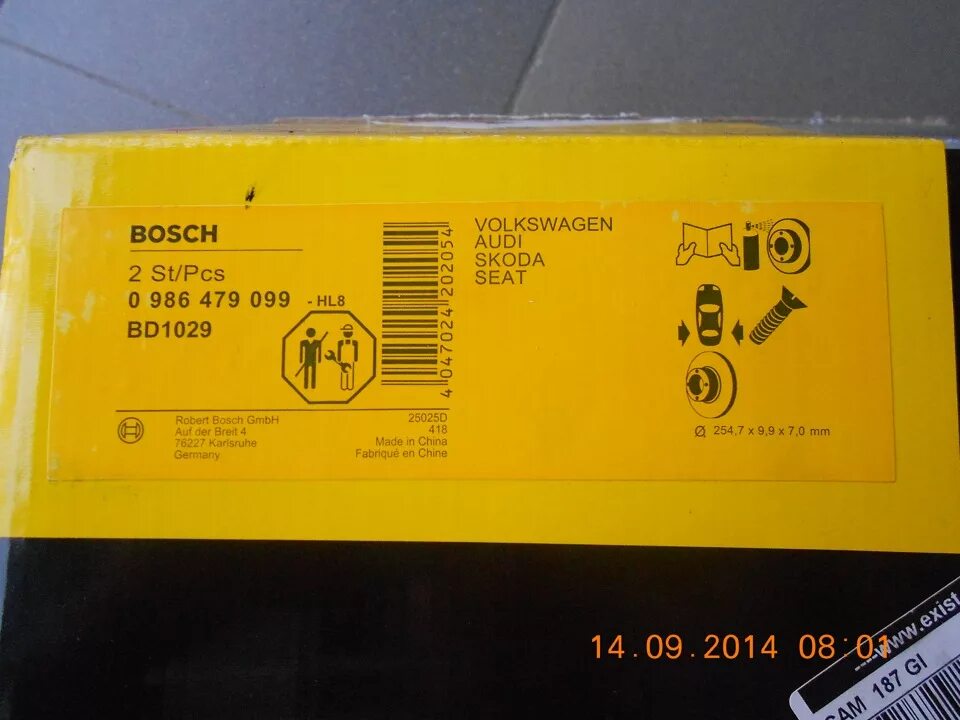 BOSCH
2 St/Pcs
0 986 479 099 - HL8
BD1029
4 047024 202054
VOLKSWAGEN
AUDI
SKODA
SEAT
Ø 254,7 x 9,9 x 7,0 mm
Robert Bosch GmbH
Auf der Breit 4
76227 Karlsruhe
Germany
25025D
418
Made in China
Fabriqué en Chine
14.09.2014 08:01
www.exist
187 GI